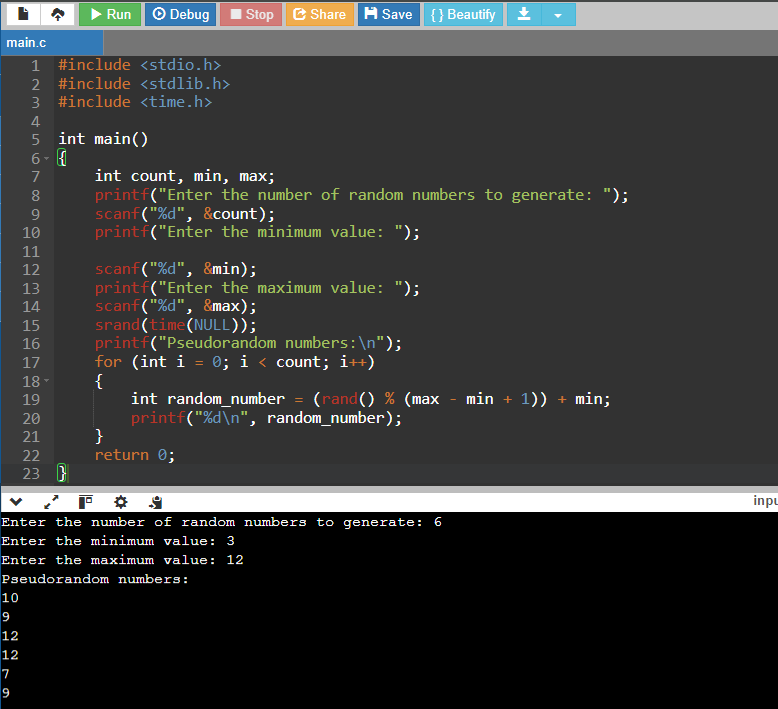 Run Debug Stop Share Save { } Beautify
main.c
1 #include <stdio.h>
2 #include <stdlib.h>
3 #include <time.h>
4
5 int main()
6 {
7 int count, min, max;
8 printf("Enter the number of random numbers to generate: ");
9 scanf("%d", &count);
10 printf("Enter the minimum value: ");
11
12 scanf("%d", &min);
13 printf("Enter the maximum value: ");
14 scanf("%d", &max);
15 srand(time(NULL));
16 printf("Pseudorandom numbers:\n");
17 for (int i = 0; i < count; i++)
18 {
19 int random_number = (rand() % (max - min + 1)) + min;
20 printf("%d\n", random_number);
21 }
22 return 0;
23 }
inpu
Enter the number of random numbers to generate: 6
Enter the minimum value: 3
Enter the maximum value: 12
Pseudorandom numbers:
10
9
12
12
7
9